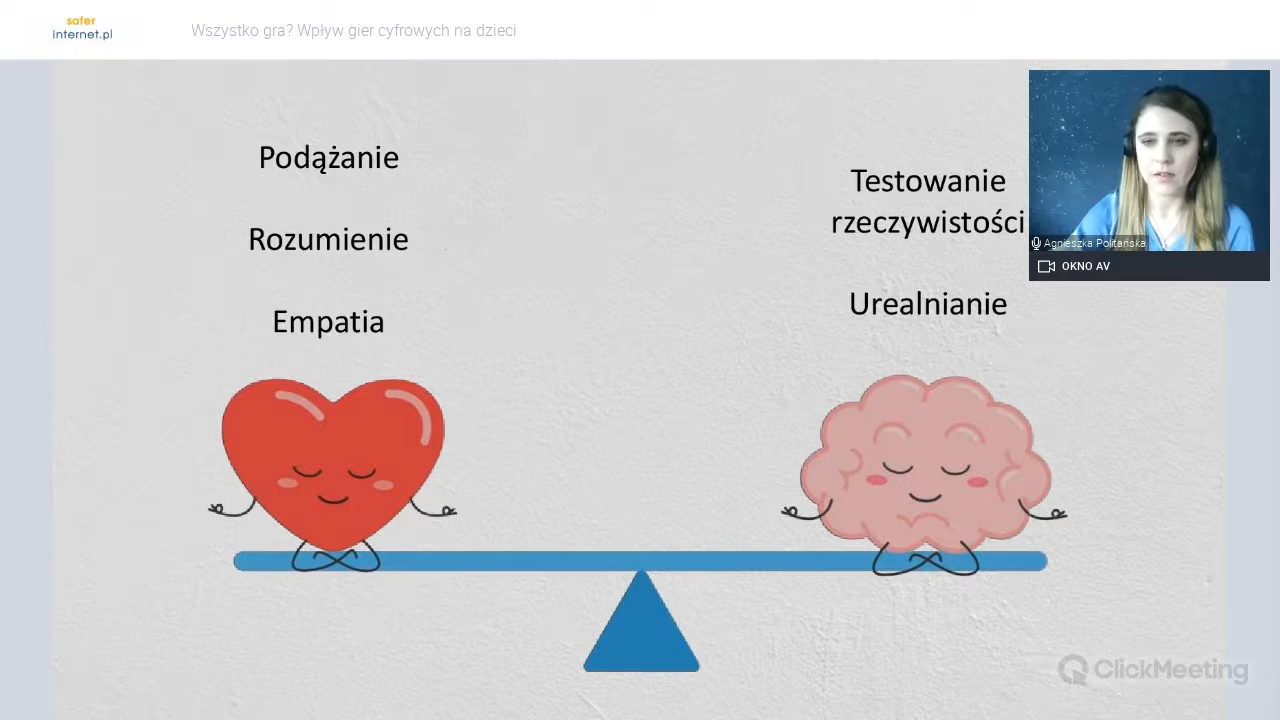 safer
internet.pl
Wszystko gra? Wpływ gier cyfrowych na dzieci
Podążanie
Rozumienie
Empatia
Testowanie
rzeczywistości
Urealnianie
Agnieszka Politańska
OKNO AV
ClickMeeting